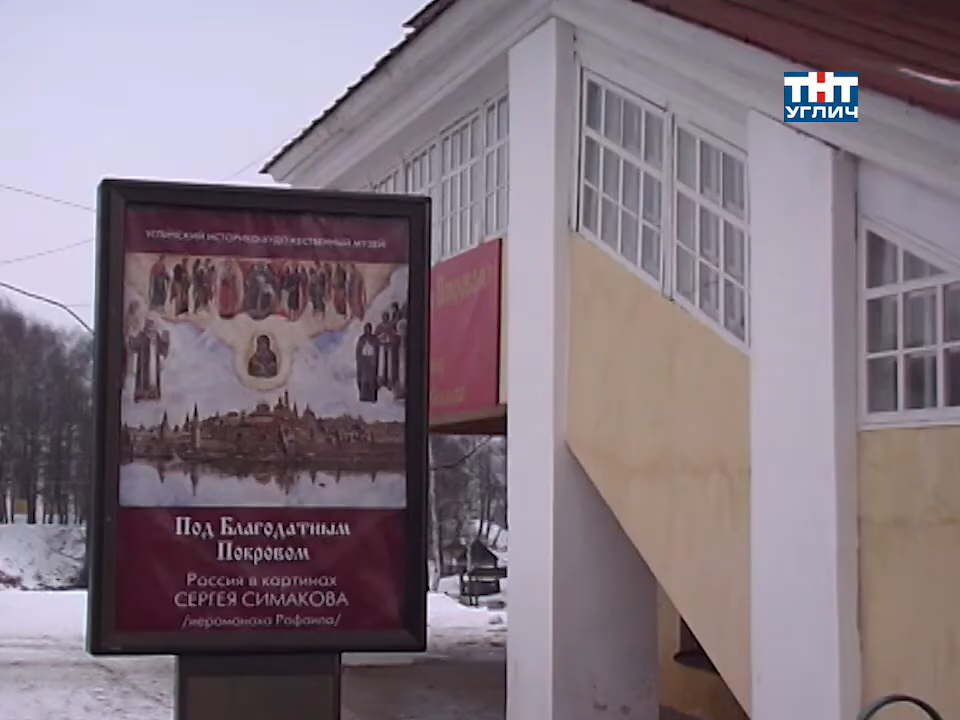 ТНТ
УГЛИЧ
УГЛИЧСКИЙ ИСТОРИКО-ХУДОЖЕСТВЕННЫЙ МУЗЕЙ
Под Благодатным
Покровом
Россия в картинах
СЕРГЕЯ СИМАКОВА
/иеромонаха Рафаила/